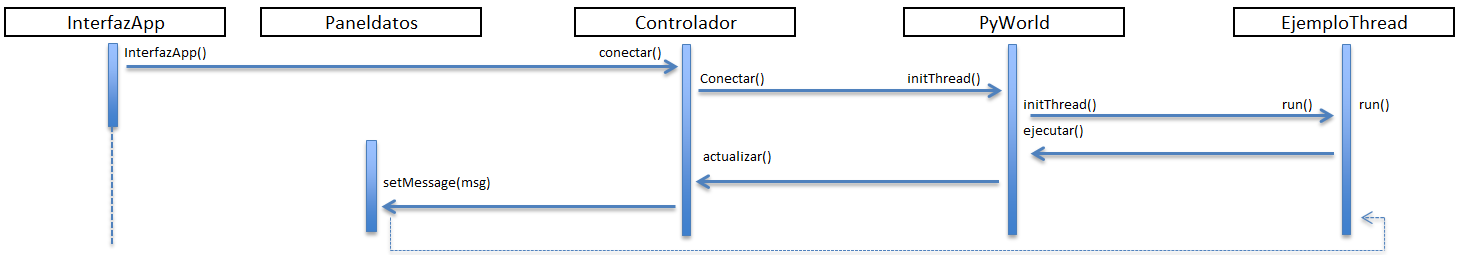 InterfazApp Paneldatos Controlador PyWorld EjemploThread
InterfazApp() conectar()
Conectar() initThread()
initThread() run() run()
ejecutar()
actualizar()
setMessage(msg)